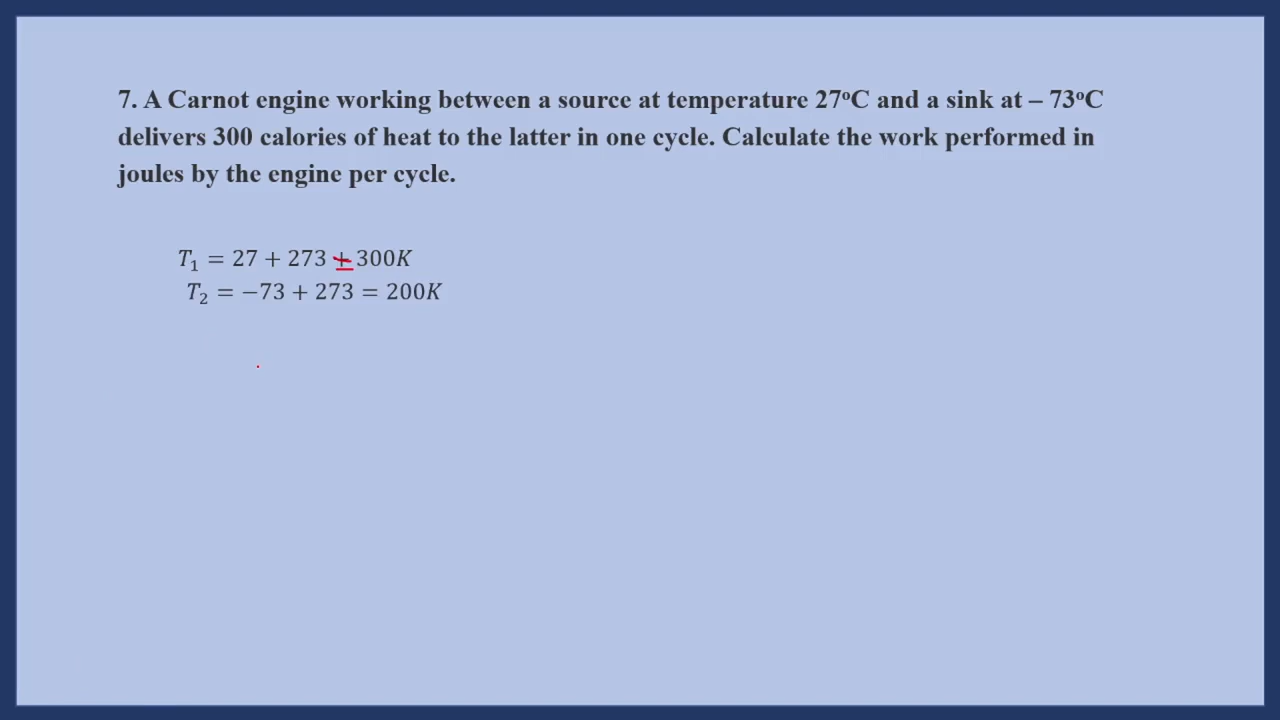 7. A Carnot engine working between a source at temperature 27ºC and a sink at – 73ºC
delivers 300 calories of heat to the latter in one cycle. Calculate the work performed in
joules by the engine per cycle.
T₁ = 27 + 273 + 300K
T₂ = −73 + 273 = 200K